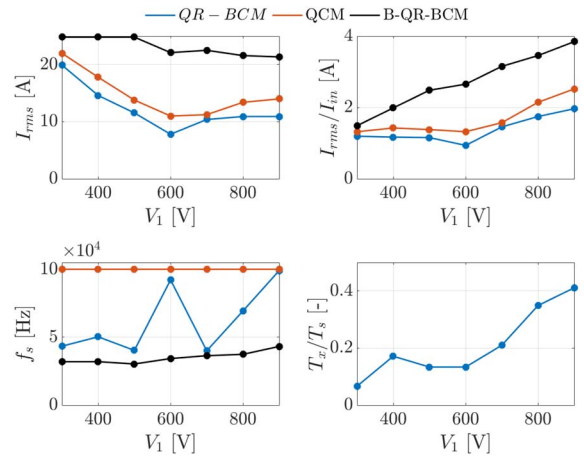 QR − BCM QCM B-QR-BCM
I_rms [A]
20
10
0
400 600 800
V_1 [V]
I_rms/I_in [A]
4
2
0
400 600 800
V_1 [V]
×10^4
f_s [Hz]
10
5
0
400 600 800
V_1 [V]
T_x/T_s [-]
0.4
0.2
0
400 600 800
V_1 [V]